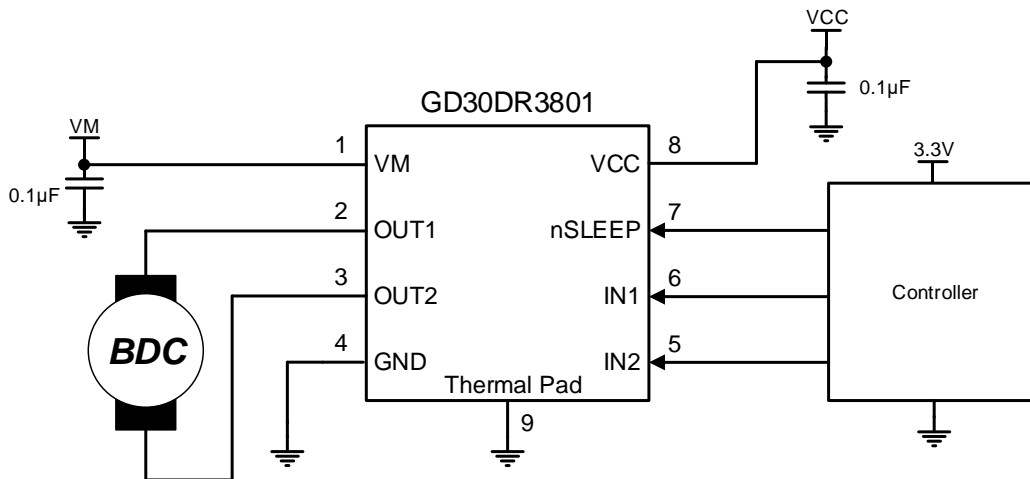 VCC
0.1µF
GD30DR3801
VM
0.1µF
1
VM
VCC
8
3.3V
2
OUT1
nSLEEP
7
3
OUT2
IN1
6
Controller
BDC
4
GND
IN2
5
Thermal Pad
9